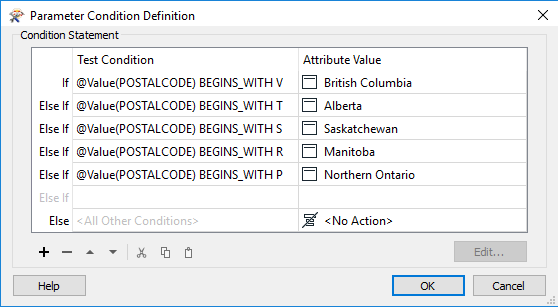 Parameter Condition Definition
Condition Statement
Test Condition Attribute Value
If @Value(POSTALCODE) BEGINS_WITH V British Columbia
Else If @Value(POSTALCODE) BEGINS_WITH T Alberta
Else If @Value(POSTALCODE) BEGINS_WITH S Saskatchewan
Else If @Value(POSTALCODE) BEGINS_WITH R Manitoba
Else If @Value(POSTALCODE) BEGINS_WITH P Northern Ontario
Else If
Else <All Other Conditions> <No Action>
Edit...
Help OK Cancel